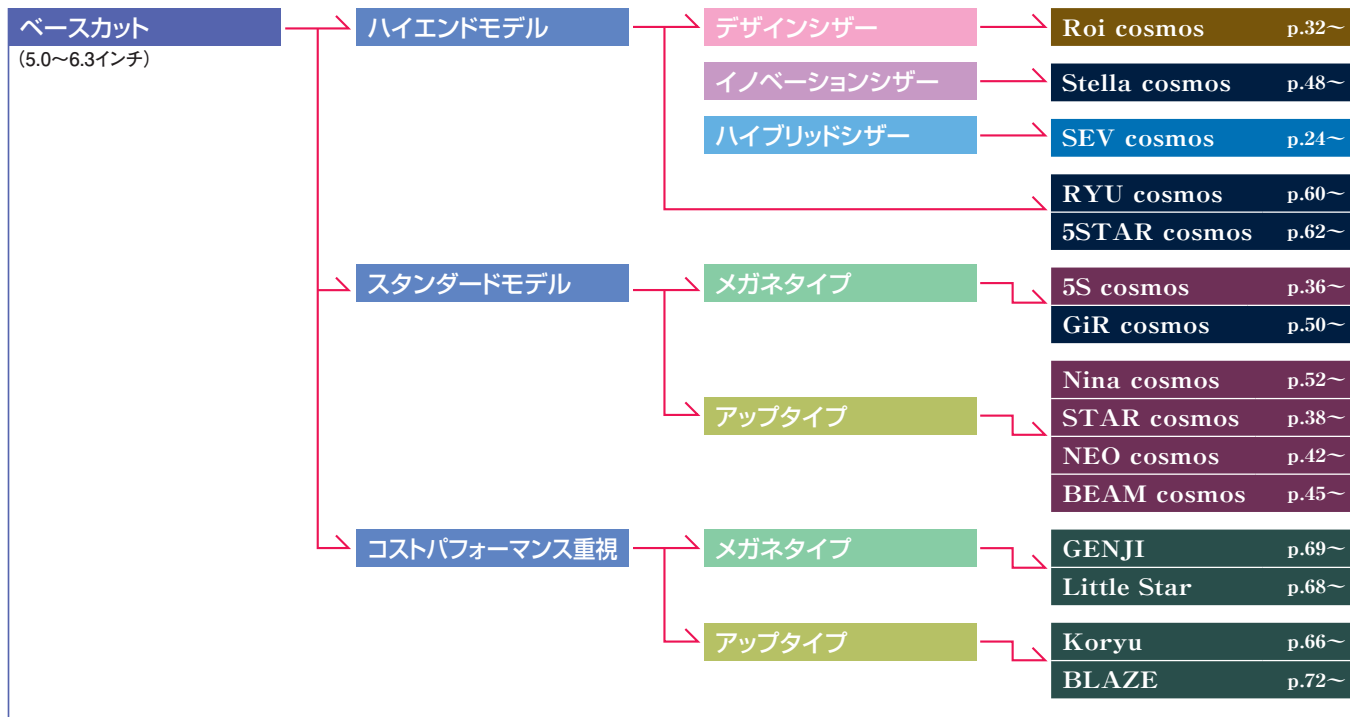 ベースカット
(5.0〜6.3インチ)
ハイエンドモデル
デザインシザー
Roi cosmos p.32〜
イノベーションシザー
Stella cosmos p.48〜
ハイブリッドシザー
SEV cosmos p.24〜
RYU cosmos p.60〜
5STAR cosmos p.62〜
スタンダードモデル
メガネタイプ
5S cosmos p.36〜
GiR cosmos p.50〜
アップタイプ
Nina cosmos p.52〜
STAR cosmos p.38〜
NEO cosmos p.42〜
BEAM cosmos p.45〜
コストパフォーマンス重視
メガネタイプ
GENJI p.69〜
Little Star p.68〜
アップタイプ
Koryu p.66〜
BLAZE p.72〜